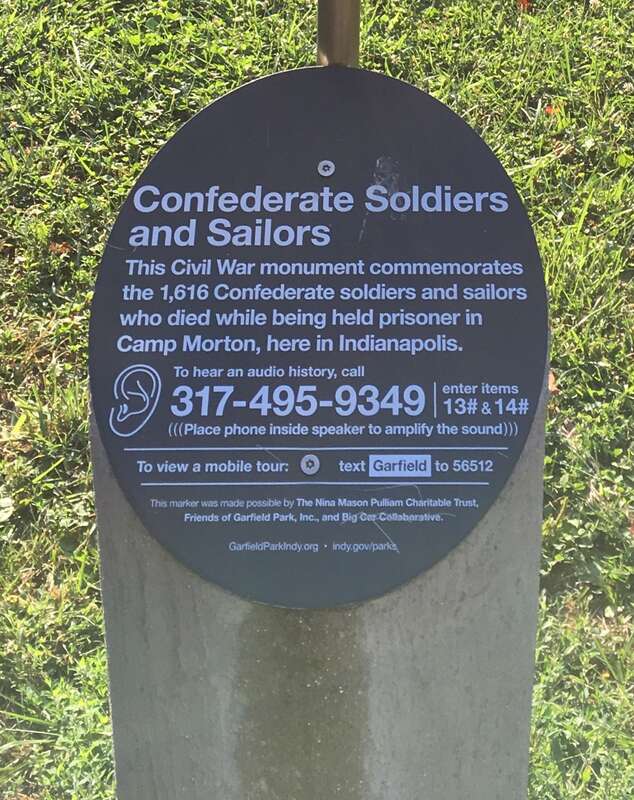 Confederate Soldiers
and Sailors
This Civil War monument commemorates
the 1,616 Confederate soldiers and sailors
who died while being held prisoner in
Camp Morton, here in Indianapolis.
To hear an audio history, call
317-495-9349
enter items
13# & 14#
(((Place phone inside speaker to amplify the sound)))
To view a mobile tour: text Garfield to 56512
This marker was made possible by The Nina Mason Pulliam Charitable Trust,
Friends of Garfield Park, Inc., and Big Car Collaborative.
GarfieldParkIndy.org • indy.gov/parks